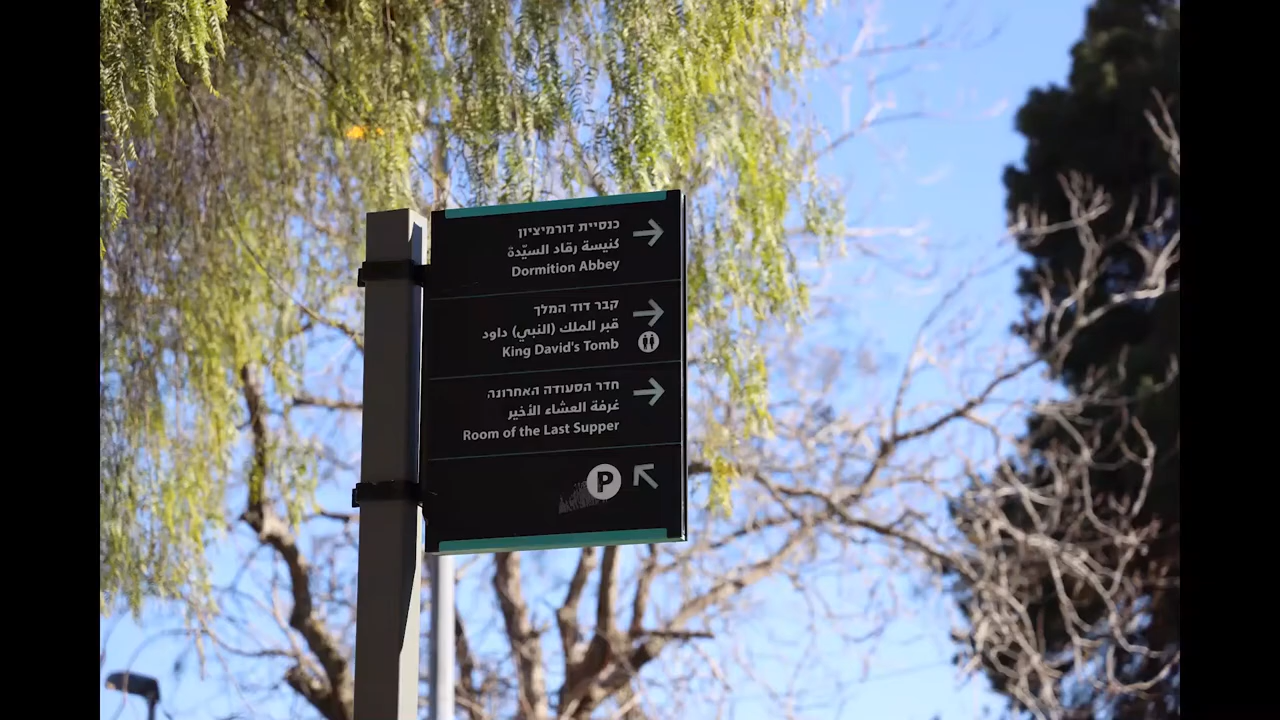 כנסיית דורמיציון
كنيسة رقاد السيّدة
Dormition Abbey
קבר דוד המלך
قبر الملك (النبي) داود
King David's Tomb
חדר הסעודה האחרונה
غرفة العشاء الأخير
Room of the Last Supper
P